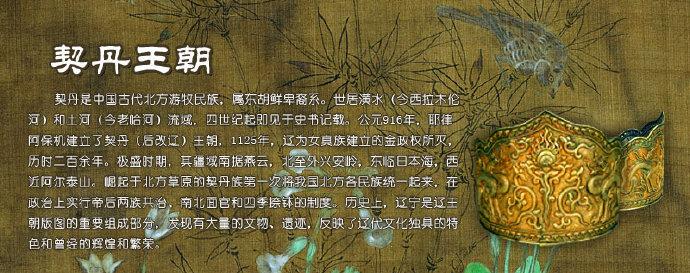 契丹王朝
契丹是中国古代北方游牧民族，属东胡鲜卑裔系。世居潢水（今西拉木伦
河）和土河（今老哈河）流域，四世纪起即见于史书记载。公元916年，耶律
阿保机建立了契丹（后改辽）王朝，1125年，辽为女真族建立的金政权所灭，
历时二百余年。极盛时期，其疆域南据燕云，北至外兴安岭，东临日本海，西
近阿尔泰山。崛起于北方草原的契丹族第一次将我国北方各民族统一起来，在
政治上实行帝后两族共治，南北面官和四季捺钵的制度。历史上，辽宁是辽王
朝版图的重要组成部分，发现有大量的文物、遗迹，反映了辽代文化独具的特
色和曾经的辉煌和繁荣。